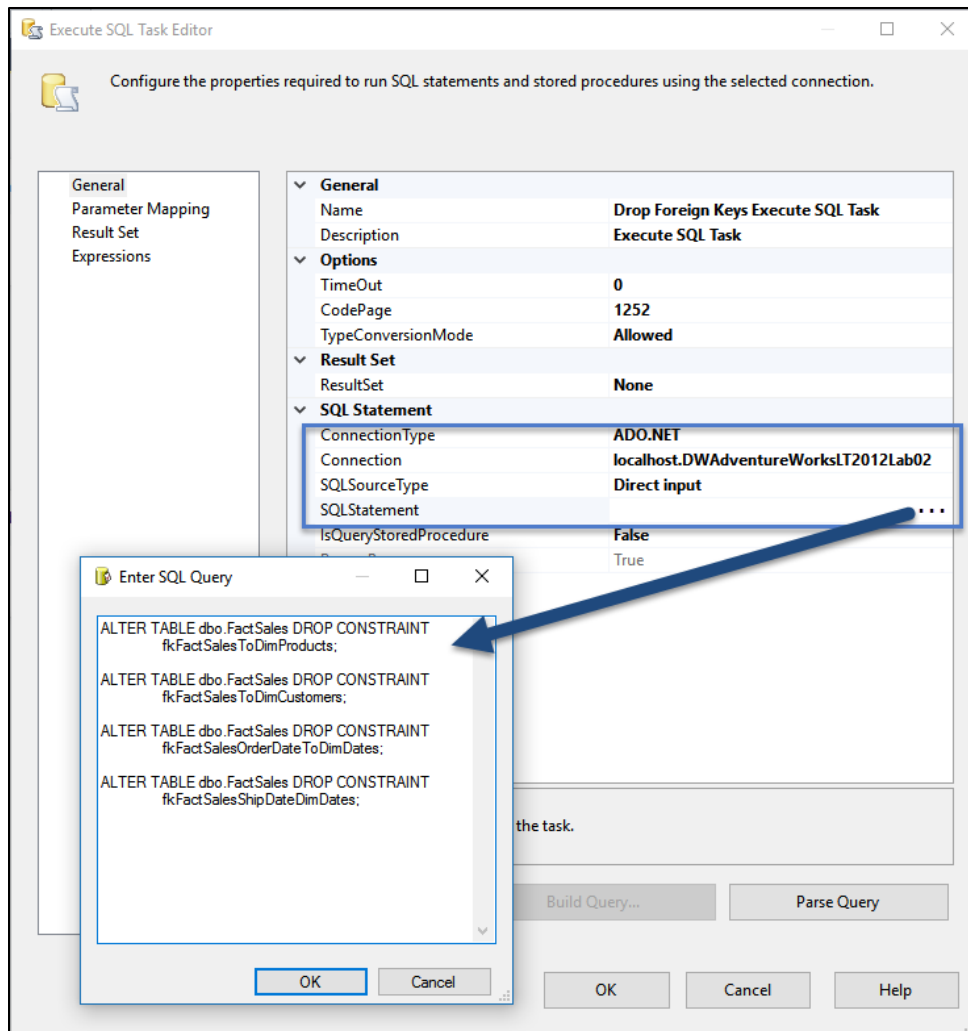 Execute SQL Task Editor
Configure the properties required to run SQL statements and stored procedures using the selected connection.
General
Parameter Mapping
Result Set
Expressions
General
Name Drop Foreign Keys Execute SQL Task
Description Execute SQL Task
Options
TimeOut 0
CodePage 1252
TypeConversionMode Allowed
Result Set
ResultSet None
SQL Statement
ConnectionType ADO.NET
Connection localhost.DWAdventureWorksLT2012Lab02
SQLSourceType Direct input
SQLStatement ...
IsQueryStoredProcedure False
True
Enter SQL Query
ALTER TABLE dbo.FactSales DROP CONSTRAINT
fkFactSalesToDimProducts;
ALTER TABLE dbo.FactSales DROP CONSTRAINT
fkFactSalesToDimCustomers;
ALTER TABLE dbo.FactSales DROP CONSTRAINT
fkFactSalesOrderDateToDimDates;
ALTER TABLE dbo.FactSales DROP CONSTRAINT
fkFactSalesShipDateDimDates;
OK Cancel
the task.
Build Query... Parse Query
OK Cancel Help